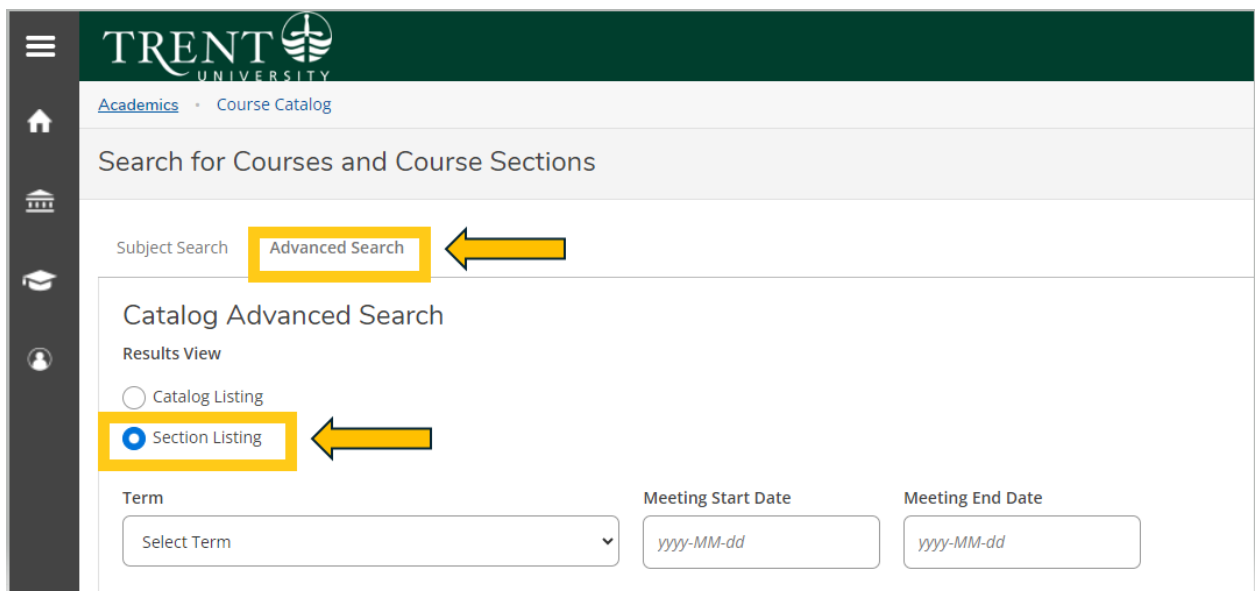 TRENT
UNIVERSITY
Academics • Course Catalog
Search for Courses and Course Sections
Subject Search Advanced Search
Catalog Advanced Search
Results View
Catalog Listing
Section Listing
Term Meeting Start Date Meeting End Date
Select Term yyyy-MM-dd yyyy-MM-dd